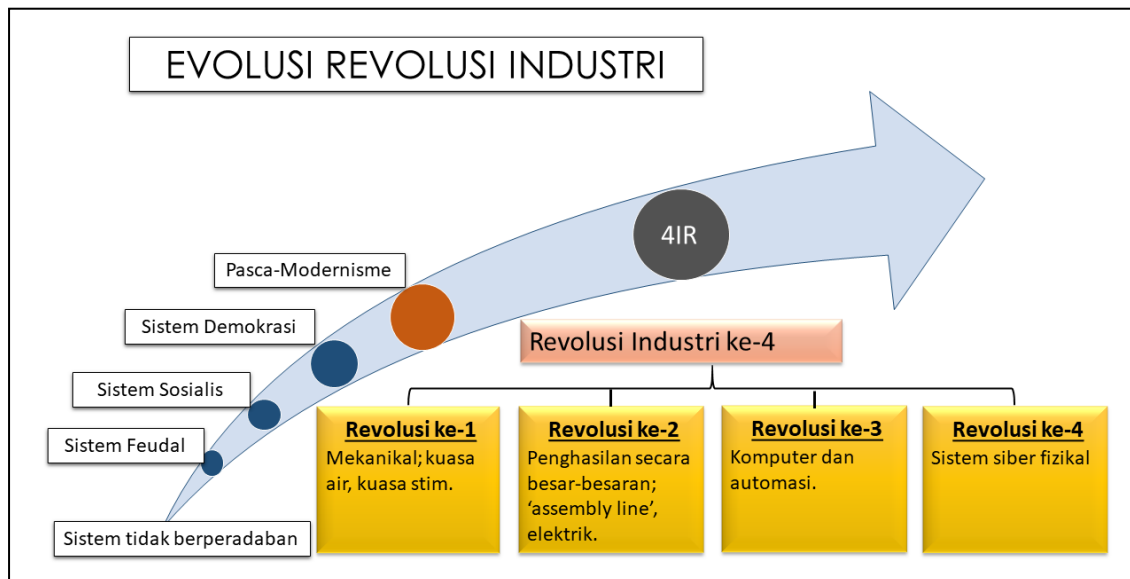 EVOLUSI REVOLUSI INDUSTRI
4IR
Pasca-Modernisme
Sistem Demokrasi
Sistem Sosialis
Sistem Feudal
Sistem tidak berperadaban
Revolusi Industri ke-4
Revolusi ke-1
Mekanikal; kuasa
air, kuasa stim.
Revolusi ke-2
Penghasilan secara
besar-besaran;
‘assembly line’,
elektrik.
Revolusi ke-3
Komputer dan
automasi.
Revolusi ke-4
Sistem siber fizikal